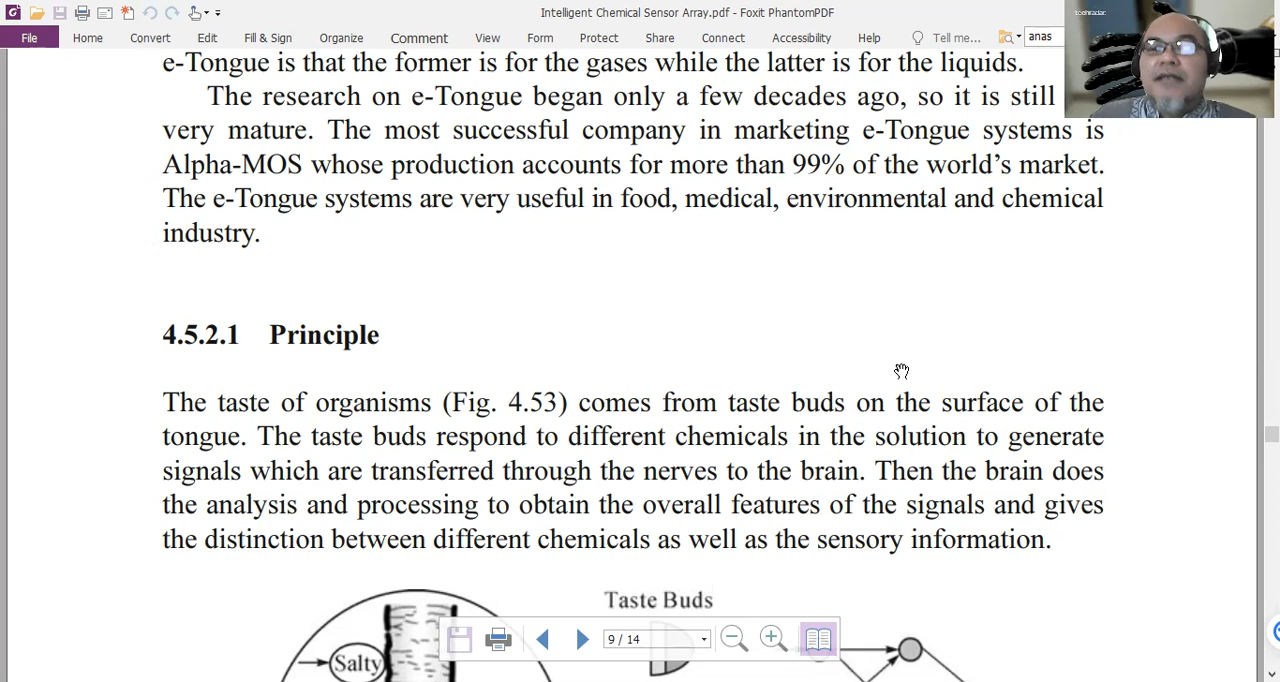 Intelligent Chemical Sensor Array.pdf - Foxit PhantomPDF
File Home Convert Edit Fill & Sign Organize Comment View Form Protect Share Connect Accessibility Help Tell me... anas
e-Tongue is that the former is for the gases while the latter is for the liquids.
The research on e-Tongue began only a few decades ago, so it is still
very mature. The most successful company in marketing e-Tongue systems is
Alpha-MOS whose production accounts for more than 99% of the world's market.
The e-Tongue systems are very useful in food, medical, environmental and chemical
industry.
4.5.2.1 Principle
The taste of organisms (Fig. 4.53) comes from taste buds on the surface of the
tongue. The taste buds respond to different chemicals in the solution to generate
signals which are transferred through the nerves to the brain. Then the brain does
the analysis and processing to obtain the overall features of the signals and gives
the distinction between different chemicals as well as the sensory information.
Taste Buds
Salty
9 / 14